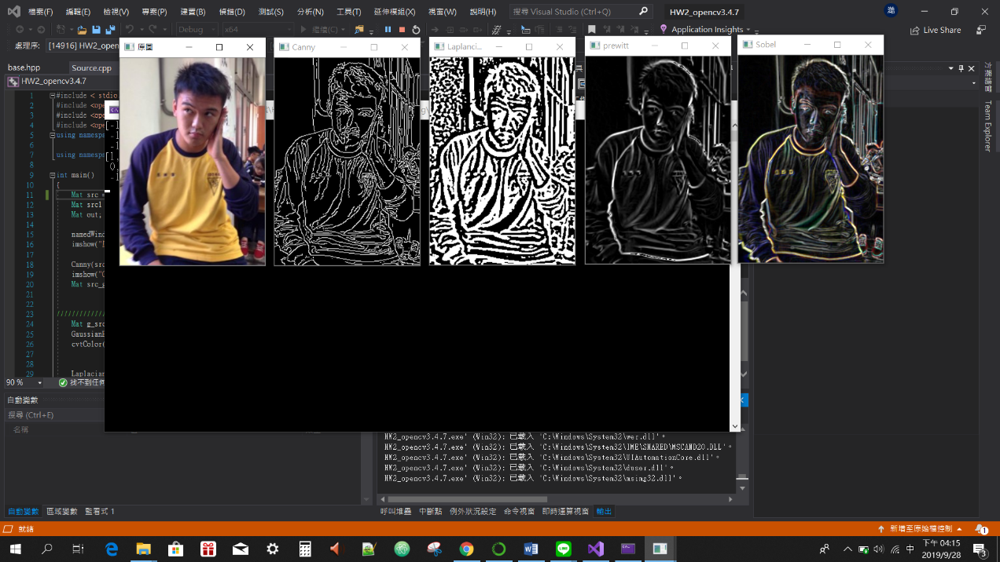 檔案(F) 編輯(E) 檢視(V) 專案(P) 建置(B) 偵錯(D) 測試(S) 分析(N) 工具(T) 延伸模組(X) 視窗(W) 說明(H) 搜尋 Visual Studio (Ctrl+Q) HW2_opencv3.4.7 澔
Debug x64 繼續(C) Application Insights Live Share
處理序: [14916] HW2_open
原圖
Canny
Laplanci...
prewitt
Sobel
base.hpp Source.cpp
HW2_opencv3.4.7
方案總管
Team Explorer
1 #include < stdio
2 #include <ope
3 #include <ope
4 #include <ope
5 using namespa
6
7 using namespa
8
9 int main()
10 {
11 Mat src =
12 Mat src1
13 Mat out;
14
15 namedWind
16 imshow("
17
18 Canny(src
19 imshow("C
20 Mat src_g
21
22
23 /////////////
24 Mat g_src
25 GaussianB
26 cvtColor(
27
28
29 Laplacian
90 % 找不到任何
自動變數
搜尋 (Ctrl+E)
名稱
HW2_opencv3.4.7.exe' (Win32): 已載入 'C:\Windows\System32\wer.dll'。
HW2_opencv3.4.7.exe' (Win32): 已載入 'C:\Windows\System32\IME\SHARED\MSCAND20.DLL'。
HW2_opencv3.4.7.exe' (Win32): 已載入 'C:\Windows\System32\UIAutomationCore.dll'。
HW2_opencv3.4.7.exe' (Win32): 已載入 'C:\Windows\System32\duser.dll'。
HW2_opencv3.4.7.exe' (Win32): 已載入 'C:\Windows\System32\msimg32.dll'。
自動變數 區域變數 監看式 1
呼叫堆疊 中斷點 例外狀況設定 命令視窗 即時運算視窗 輸出
就緒 新增至原始檔控制 1
中 下午 04:15
2019/9/28 3